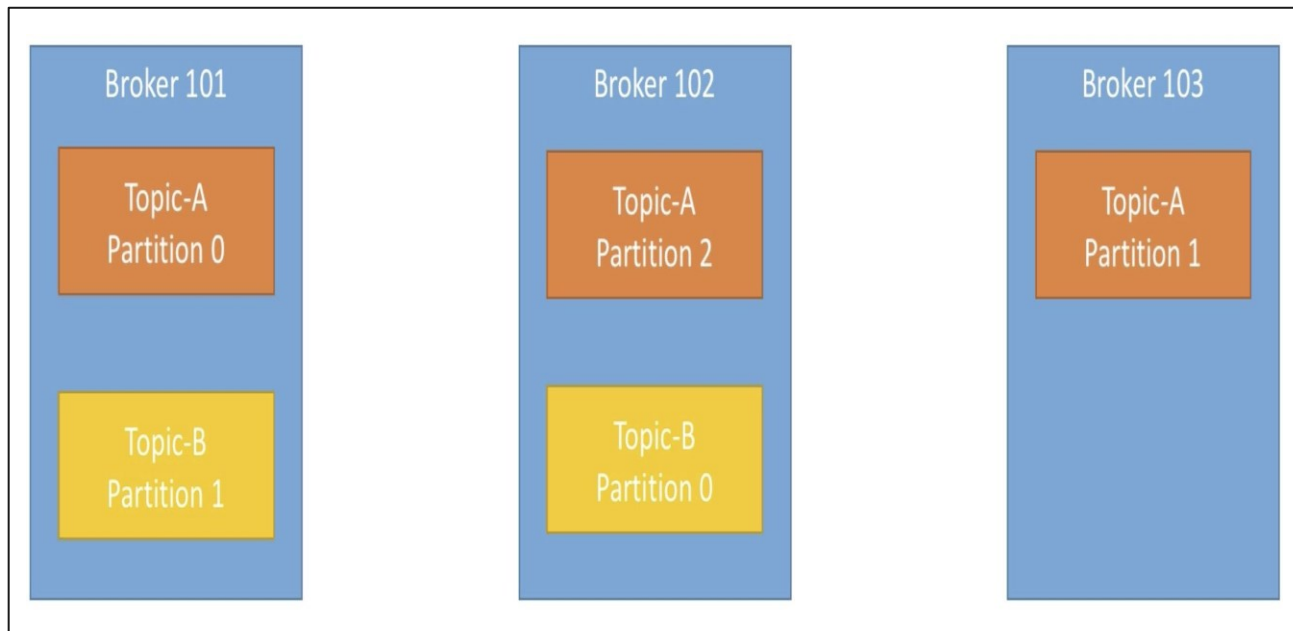 Broker 101
Topic-A
Partition 0
Topic-B
Partition 1
Broker 102
Topic-A
Partition 2
Topic-B
Partition 0
Broker 103
Topic-A
Partition 1